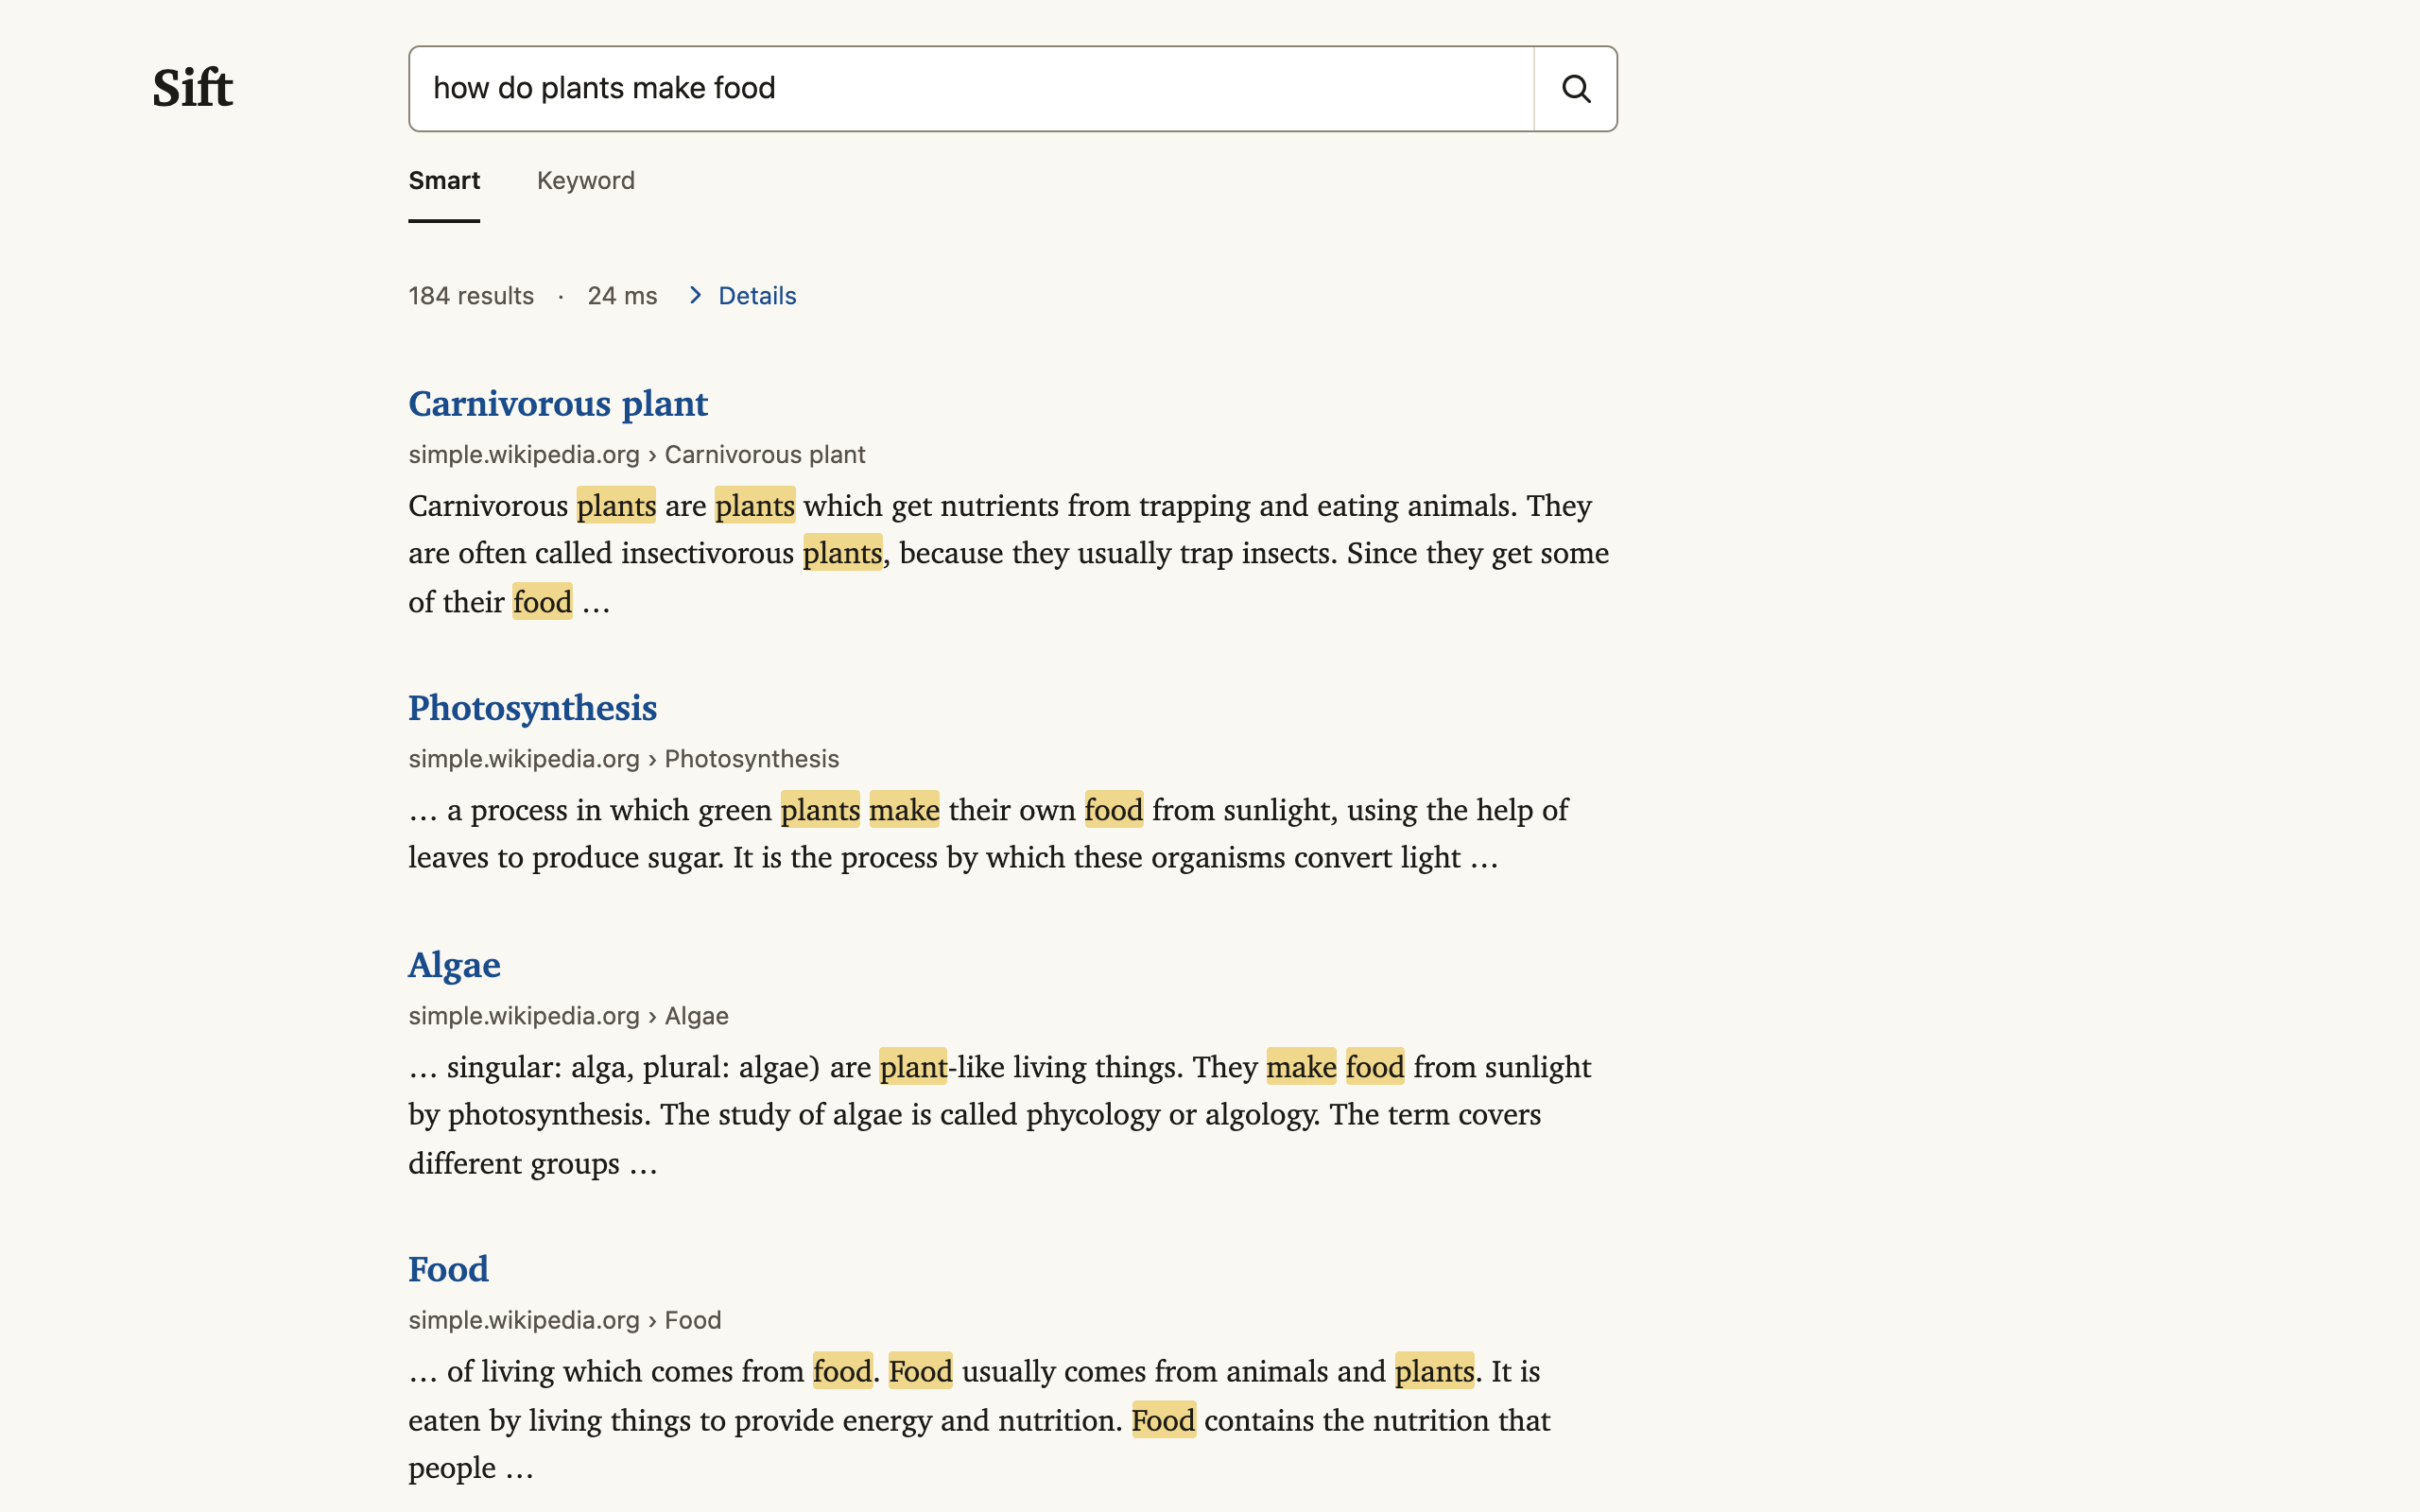 Sift
how do plants make food
Smart Keyword
184 results · 24 ms > Details
Carnivorous plant
simple.wikipedia.org › Carnivorous plant
Carnivorous plants are plants which get nutrients from trapping and eating animals. They
are often called insectivorous plants, because they usually trap insects. Since they get some
of their food …
Photosynthesis
simple.wikipedia.org › Photosynthesis
… a process in which green plants make their own food from sunlight, using the help of
leaves to produce sugar. It is the process by which these organisms convert light …
Algae
simple.wikipedia.org › Algae
… singular: alga, plural: algae) are plant-like living things. They make food from sunlight
by photosynthesis. The study of algae is called phycology or algology. The term covers
different groups …
Food
simple.wikipedia.org › Food
… of living which comes from food. Food usually comes from animals and plants. It is
eaten by living things to provide energy and nutrition. Food contains the nutrition that
people …